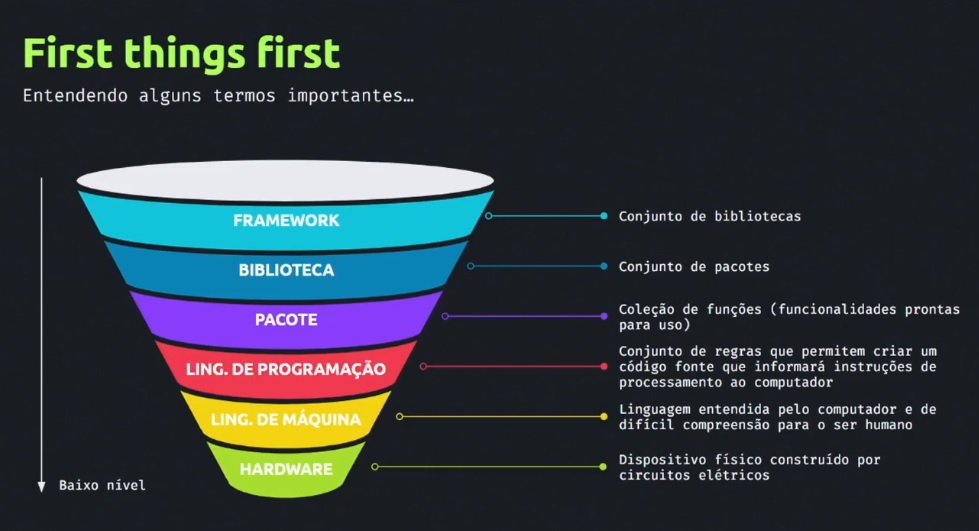 First things first
Entendendo alguns termos importantes…
FRAMEWORK
Conjunto de bibliotecas
BIBLIOTECA
Conjunto de pacotes
PACOTE
Coleção de funções (funcionalidades prontas
para uso)
LING. DE PROGRAMAÇÃO
Conjunto de regras que permitem criar um
código fonte que informará instruções de
processamento ao computador
LING. DE MÁQUINA
Linguagem entendida pelo computador e de
difícil compreensão para o ser humano
HARDWARE
Dispositivo físico construído por
circuitos elétricos
Baixo nível